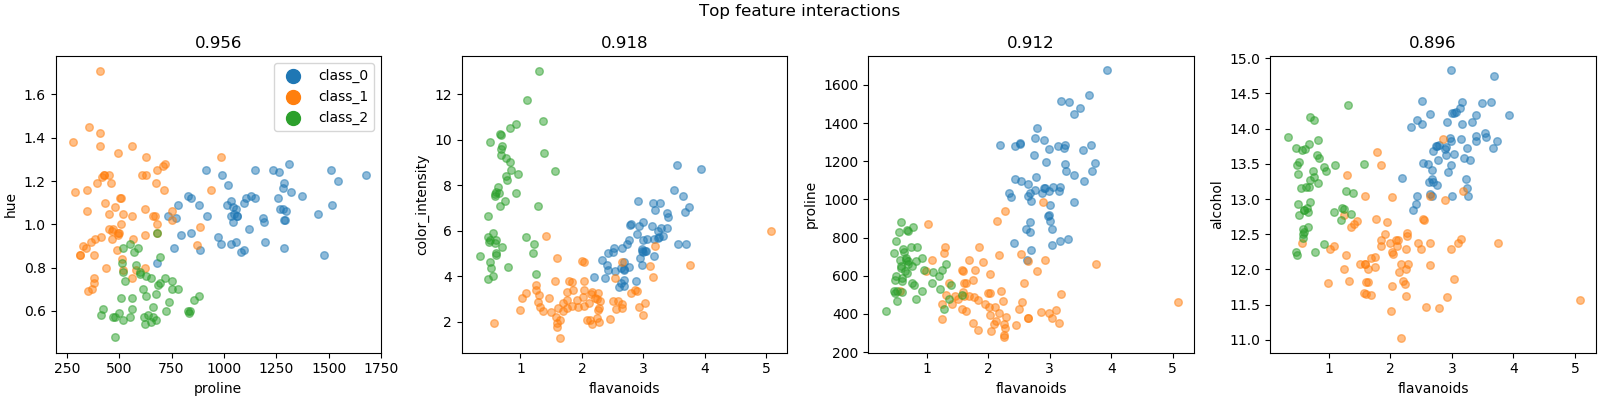 Top feature interactions
0.956
hue
1.6
1.4
1.2
1.0
0.8
0.6
class_0
class_1
class_2
250 500 750 1000 1250 1500 1750
proline
0.918
color_intensity
12
10
8
6
4
2
1 2 3 4 5
flavanoids
0.912
proline
1600
1400
1200
1000
800
600
400
200
1 2 3 4 5
flavanoids
0.896
alcohol
15.0
14.5
14.0
13.5
13.0
12.5
12.0
11.5
11.0
1 2 3 4 5
flavanoids